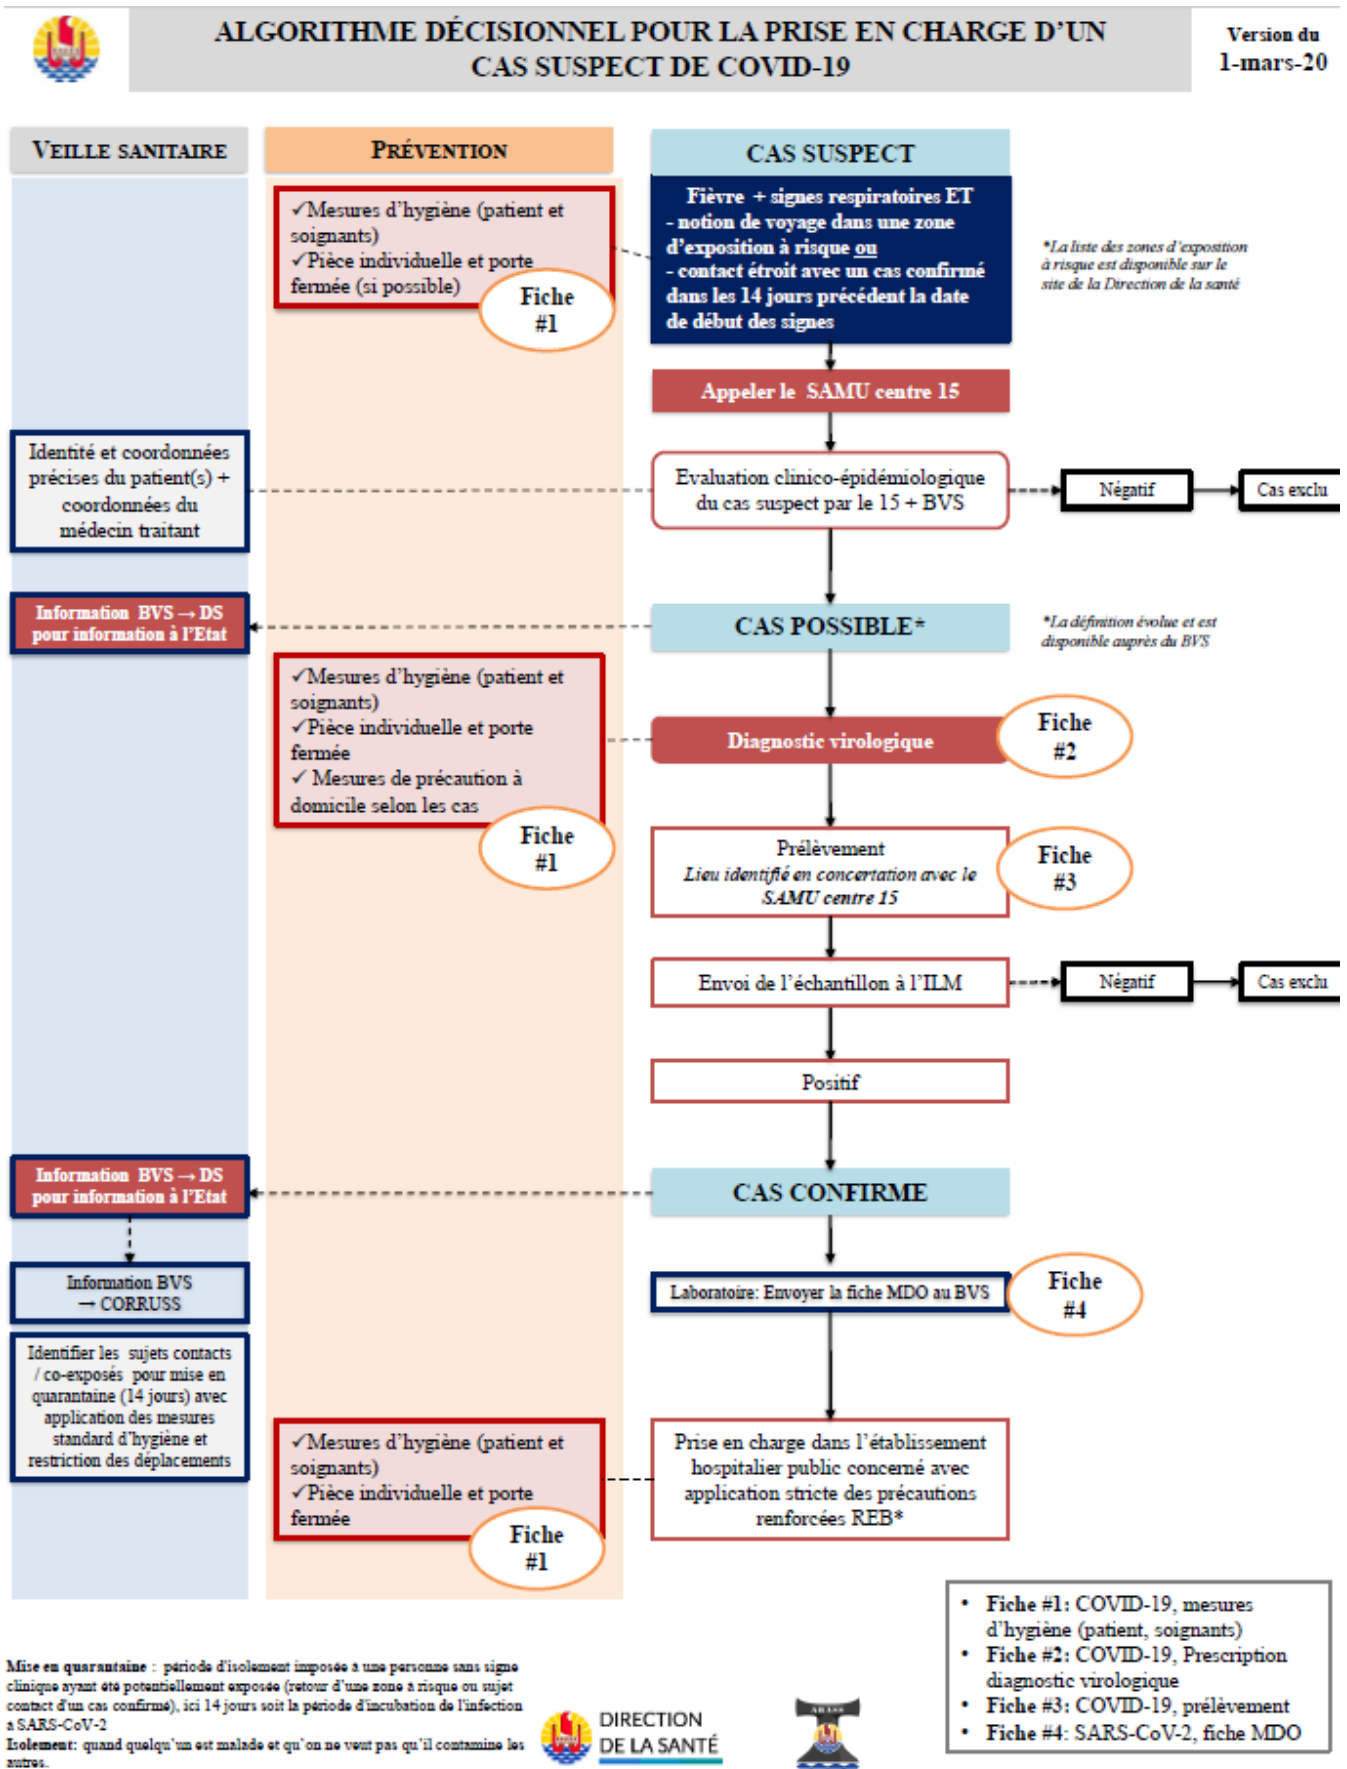 ALGORITHME DÉCISIONNEL POUR LA PRISE EN CHARGE D'UN
CAS SUSPECT DE COVID-19
Version du
1-mars-20
VEILLE SANITAIRE
PRÉVENTION
CAS SUSPECT
✓Mesures d'hygiène (patient et
soignants)
✓Pièce individuelle et porte
fermée (si possible)
Fiche
#1
Fièvre + signes respiratoires ET
- notion de voyage dans une zone
d'exposition à risque ou
- contact étroit avec un cas confirmé
dans les 14 jours précédent la date
de début des signes
*La liste des zones d'exposition
à risque est disponible sur le
site de la Direction de la santé
Appeler le SAMU centre 15
Identité et coordonnées
précises du patient(s) +
coordonnées du
médecin traitant
Evaluation clinico-épidémiologique
du cas suspect par le 15 + BVS
Négatif
Cas exclu
Information BVS → DS
pour information à l'Etat
CAS POSSIBLE*
*La définition évolue et est
disponible auprès du BVS
✓Mesures d'hygiène (patient et
soignants)
✓Pièce individuelle et porte
fermée
✓ Mesures de précaution à
domicile selon les cas
Fiche
#1
Diagnostic virologique
Fiche
#2
Prélèvement
Lieu identifié en concertation avec le
SAMU centre 15
Fiche
#3
Envoi de l'échantillon à l'ILM
Négatif
Cas exclu
Positif
Information BVS → DS
pour information à l'Etat
CAS CONFIRME
Information BVS
→ CORRUSS
Laboratoire: Envoyer la fiche MDO au BVS
Fiche
#4
Identifier les sujets contacts
/ co-exposés pour mise en
quarantaine (14 jours) avec
application des mesures
standard d'hygiène et
restriction des déplacements
✓Mesures d'hygiène (patient et
soignants)
✓Pièce individuelle et porte
fermée
Fiche
#1
Prise en charge dans l'établissement
hospitalier public concerné avec
application stricte des précautions
renforcées REB*
• Fiche #1: COVID-19, mesures
d'hygiène (patient, soignants)
• Fiche #2: COVID-19, Prescription
diagnostic virologique
• Fiche #3: COVID-19, prélèvement
• Fiche #4: SARS-CoV-2, fiche MDO
Mise en quarantaine : période d'isolement imposée à une personne sans signe
clinique ayant été potentiellement exposée (retour d'une zone à risque ou sujet
contact d'un cas confirmé), ici 14 jours soit la période d'incubation de l'infection
a SARS-CoV-2
Isolement: quand quelqu'un est malade et qu'on ne veut pas qu'il contamine les
autres.
DIRECTION
DE LA SANTÉ